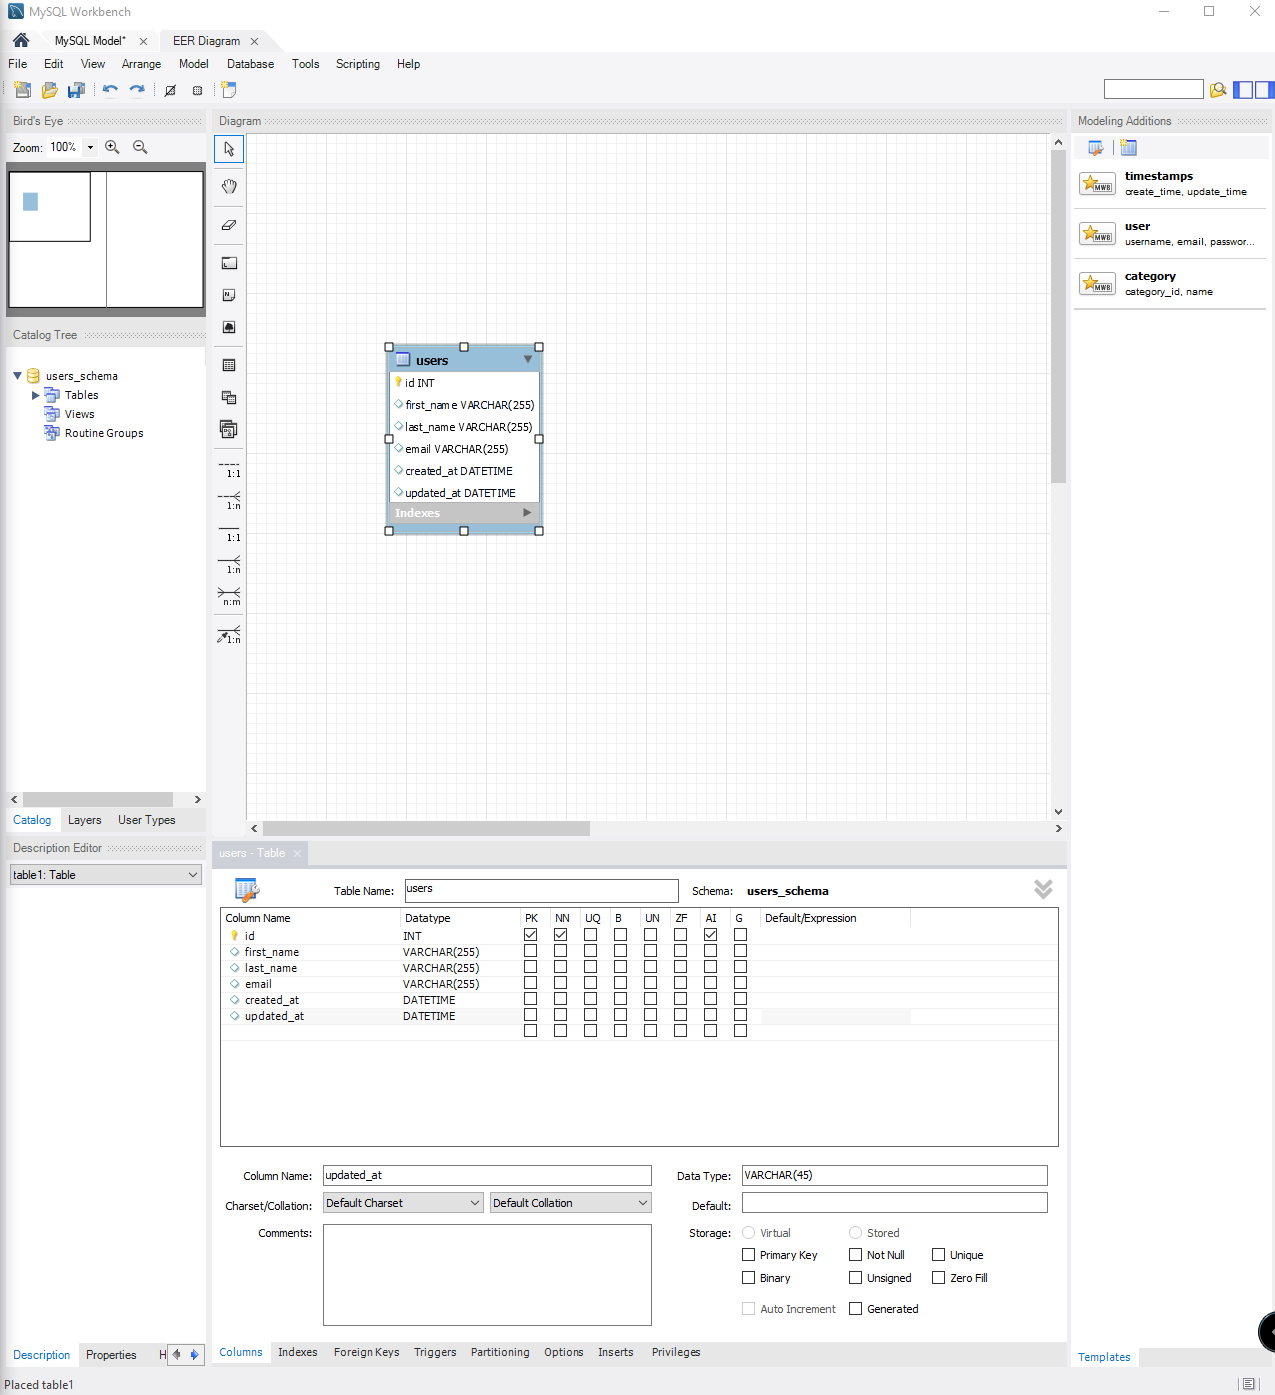 MySQL Workbench
MySQL Model*
EER Diagram
File Edit View Arrange Model Database Tools Scripting Help
Bird's Eye
Diagram
Modeling Additions
Zoom: 100%
timestamps
create_time, update_time
user
username, email, passwor...
category
category_id, name
MWB
MWB
MWB
Catalog Tree
users_schema
Tables
Views
Routine Groups
users
id INT
first_name VARCHAR(255)
last_name VARCHAR(255)
email VARCHAR(255)
created_at DATETIME
updated_at DATETIME
Indexes
1:1
1:n
1:1
1:n
n:m
1:n
Catalog Layers User Types
Description Editor
table1: Table
users - Table
Table Name: users Schema: users_schema
Column Name Datatype PK NN UQ B UN ZF AI G Default/Expression
id INT
first_name VARCHAR(255)
last_name VARCHAR(255)
email VARCHAR(255)
created_at DATETIME
updated_at DATETIME
Column Name: updated_at Data Type: VARCHAR(45)
Charset/Collation: Default Charset Default Collation Default:
Comments: Storage: Virtual Stored
Primary Key Not Null Unique
Binary Unsigned Zero Fill
Auto Increment Generated
Description Properties H
Columns Indexes Foreign Keys Triggers Partitioning Options Inserts Privileges
Templates
Placed table1